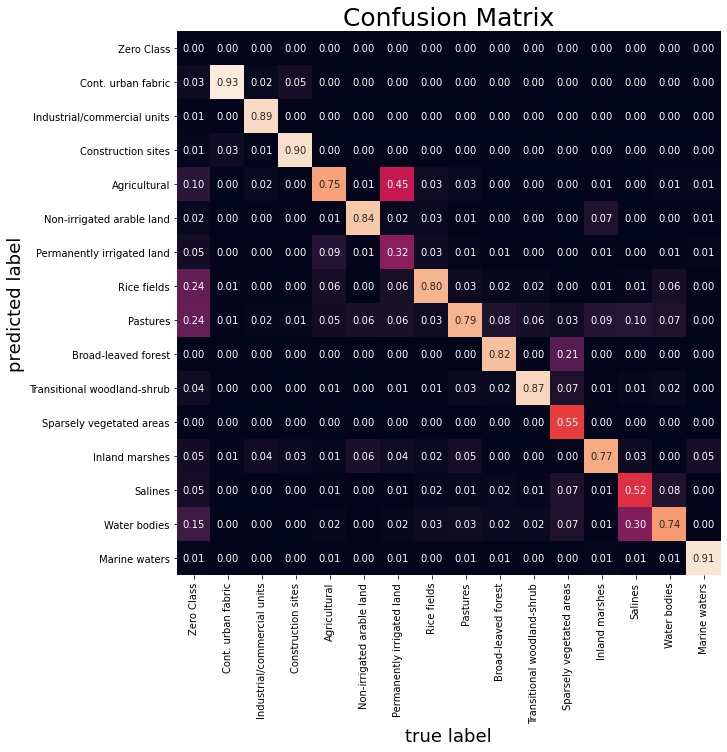 Confusion Matrix
Zero Class 0.00 0.00 0.00 0.00 0.00 0.00 0.00 0.00 0.00 0.00 0.00 0.00 0.00 0.00 0.00 0.00
Cont. urban fabric 0.03 0.93 0.02 0.05 0.00 0.00 0.00 0.00 0.00 0.00 0.00 0.00 0.00 0.00 0.00 0.00
Industrial/commercial units 0.01 0.00 0.89 0.00 0.00 0.00 0.00 0.00 0.00 0.00 0.00 0.00 0.00 0.00 0.00 0.00
Construction sites 0.01 0.03 0.01 0.90 0.00 0.00 0.00 0.00 0.00 0.00 0.00 0.00 0.00 0.00 0.00 0.00
Agricultural 0.10 0.00 0.02 0.00 0.75 0.01 0.45 0.03 0.03 0.00 0.00 0.00 0.01 0.00 0.01 0.01
Non-irrigated arable land 0.02 0.00 0.00 0.00 0.01 0.84 0.02 0.03 0.01 0.00 0.00 0.00 0.07 0.00 0.00 0.01
Permanently irrigated land 0.05 0.00 0.00 0.00 0.09 0.01 0.32 0.03 0.01 0.01 0.00 0.00 0.01 0.00 0.01 0.01
Rice fields 0.24 0.01 0.00 0.00 0.06 0.00 0.06 0.80 0.03 0.02 0.02 0.00 0.01 0.01 0.06 0.00
Pastures 0.24 0.01 0.02 0.01 0.05 0.06 0.06 0.03 0.79 0.08 0.06 0.03 0.09 0.10 0.07 0.00
Broad-leaved forest 0.00 0.00 0.00 0.00 0.00 0.00 0.00 0.00 0.00 0.82 0.00 0.21 0.00 0.00 0.00 0.00
Transitional woodland-shrub 0.04 0.00 0.00 0.00 0.01 0.00 0.01 0.01 0.03 0.02 0.87 0.07 0.01 0.01 0.02 0.00
Sparsely vegetated areas 0.00 0.00 0.00 0.00 0.00 0.00 0.00 0.00 0.00 0.00 0.00 0.55 0.00 0.00 0.00 0.00
Inland marshes 0.05 0.01 0.04 0.03 0.01 0.06 0.04 0.02 0.05 0.00 0.00 0.00 0.77 0.03 0.00 0.05
Salines 0.05 0.00 0.00 0.00 0.01 0.00 0.01 0.02 0.01 0.02 0.01 0.07 0.01 0.52 0.08 0.00
Water bodies 0.15 0.00 0.00 0.00 0.02 0.00 0.02 0.03 0.03 0.02 0.02 0.07 0.01 0.30 0.74 0.00
Marine waters 0.01 0.00 0.00 0.00 0.01 0.00 0.01 0.00 0.01 0.01 0.00 0.00 0.01 0.01 0.01 0.91
predicted label
Zero Class
Cont. urban fabric
Industrial/commercial units
Construction sites
Agricultural
Non-irrigated arable land
Permanently irrigated land
Rice fields
Pastures
Broad-leaved forest
Transitional woodland-shrub
Sparsely vegetated areas
Inland marshes
Salines
Water bodies
Marine waters
true label